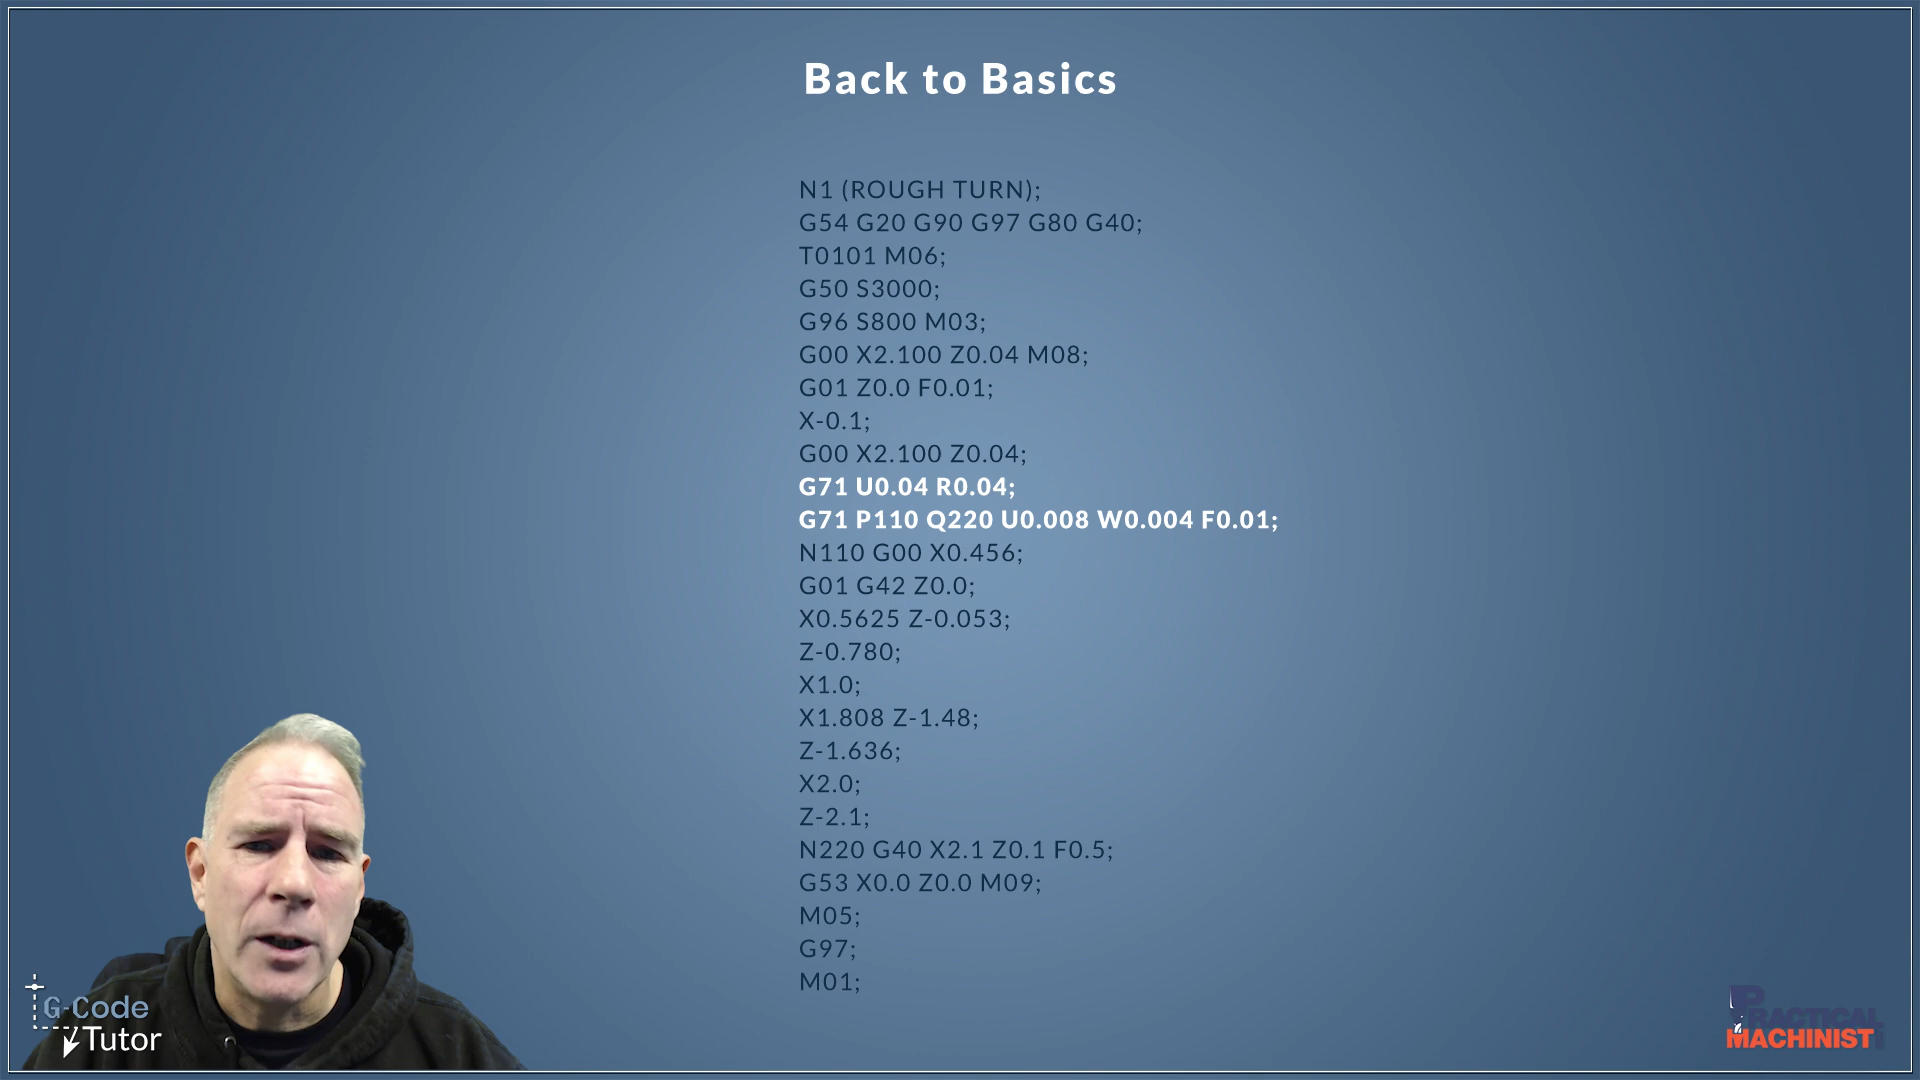 Back to Basics
N1 (ROUGH TURN);
G54 G20 G90 G97 G80 G40;
T0101 M06;
G50 S3000;
G96 S800 M03;
G00 X2.100 Z0.04 M08;
G01 Z0.0 F0.01;
X-0.1;
G00 X2.100 Z0.04;
G71 U0.04 R0.04;
G71 P110 Q220 U0.008 W0.004 F0.01;
N110 G00 X0.456;
G01 G42 Z0.0;
X0.5625 Z-0.053;
Z-0.780;
X1.0;
X1.808 Z-1.48;
Z-1.636;
X2.0;
Z-2.1;
N220 G40 X2.1 Z0.1 F0.5;
G53 X0.0 Z0.0 M09;
M05;
G97;
M01;
G-Code
Tutor
PRACTICAL
MACHINIST